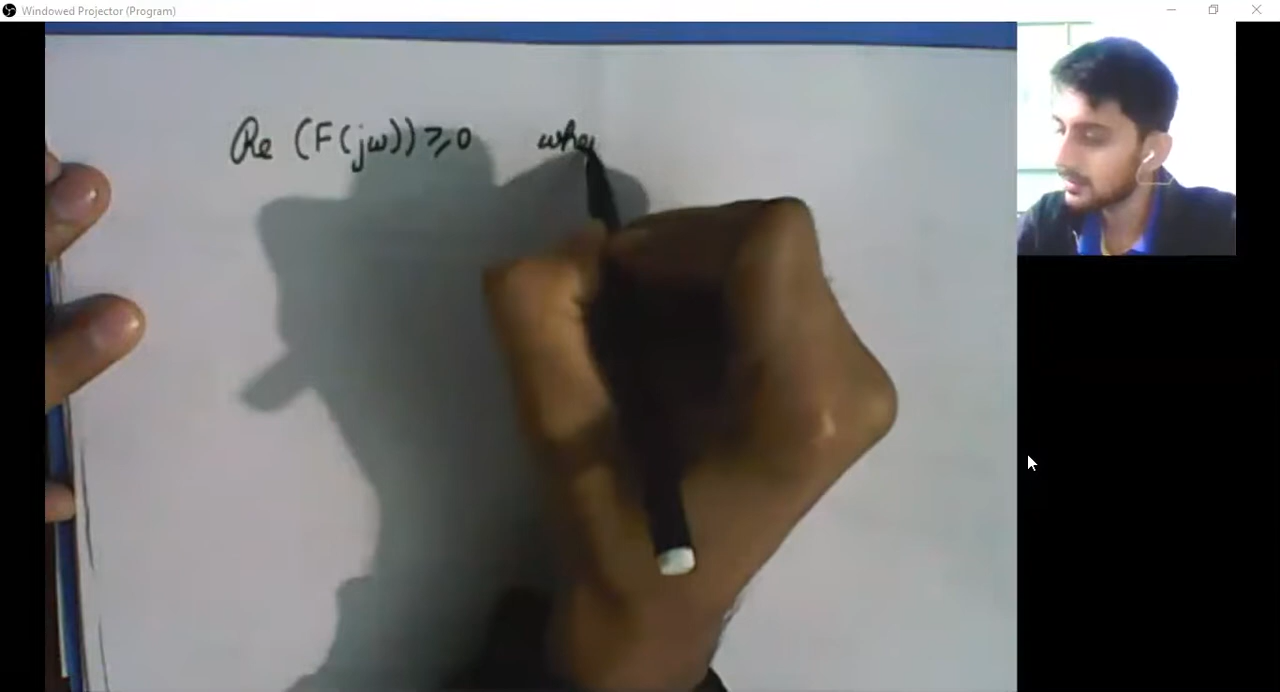 Windowed Projector (Program)
Re (F(jω)) ≥ 0 whe